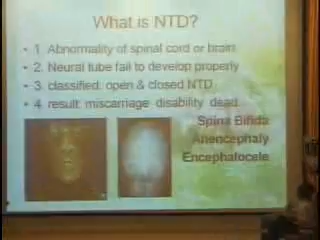 What is NTD?
• 1. Abnormality of spinal cord or brain
• 2. Neural tube fail to develop properly
• 3. classified: open & closed NTD
• 4. result: miscarriage disability dead
Spina Bifida
Anencephaly
Encephalocele